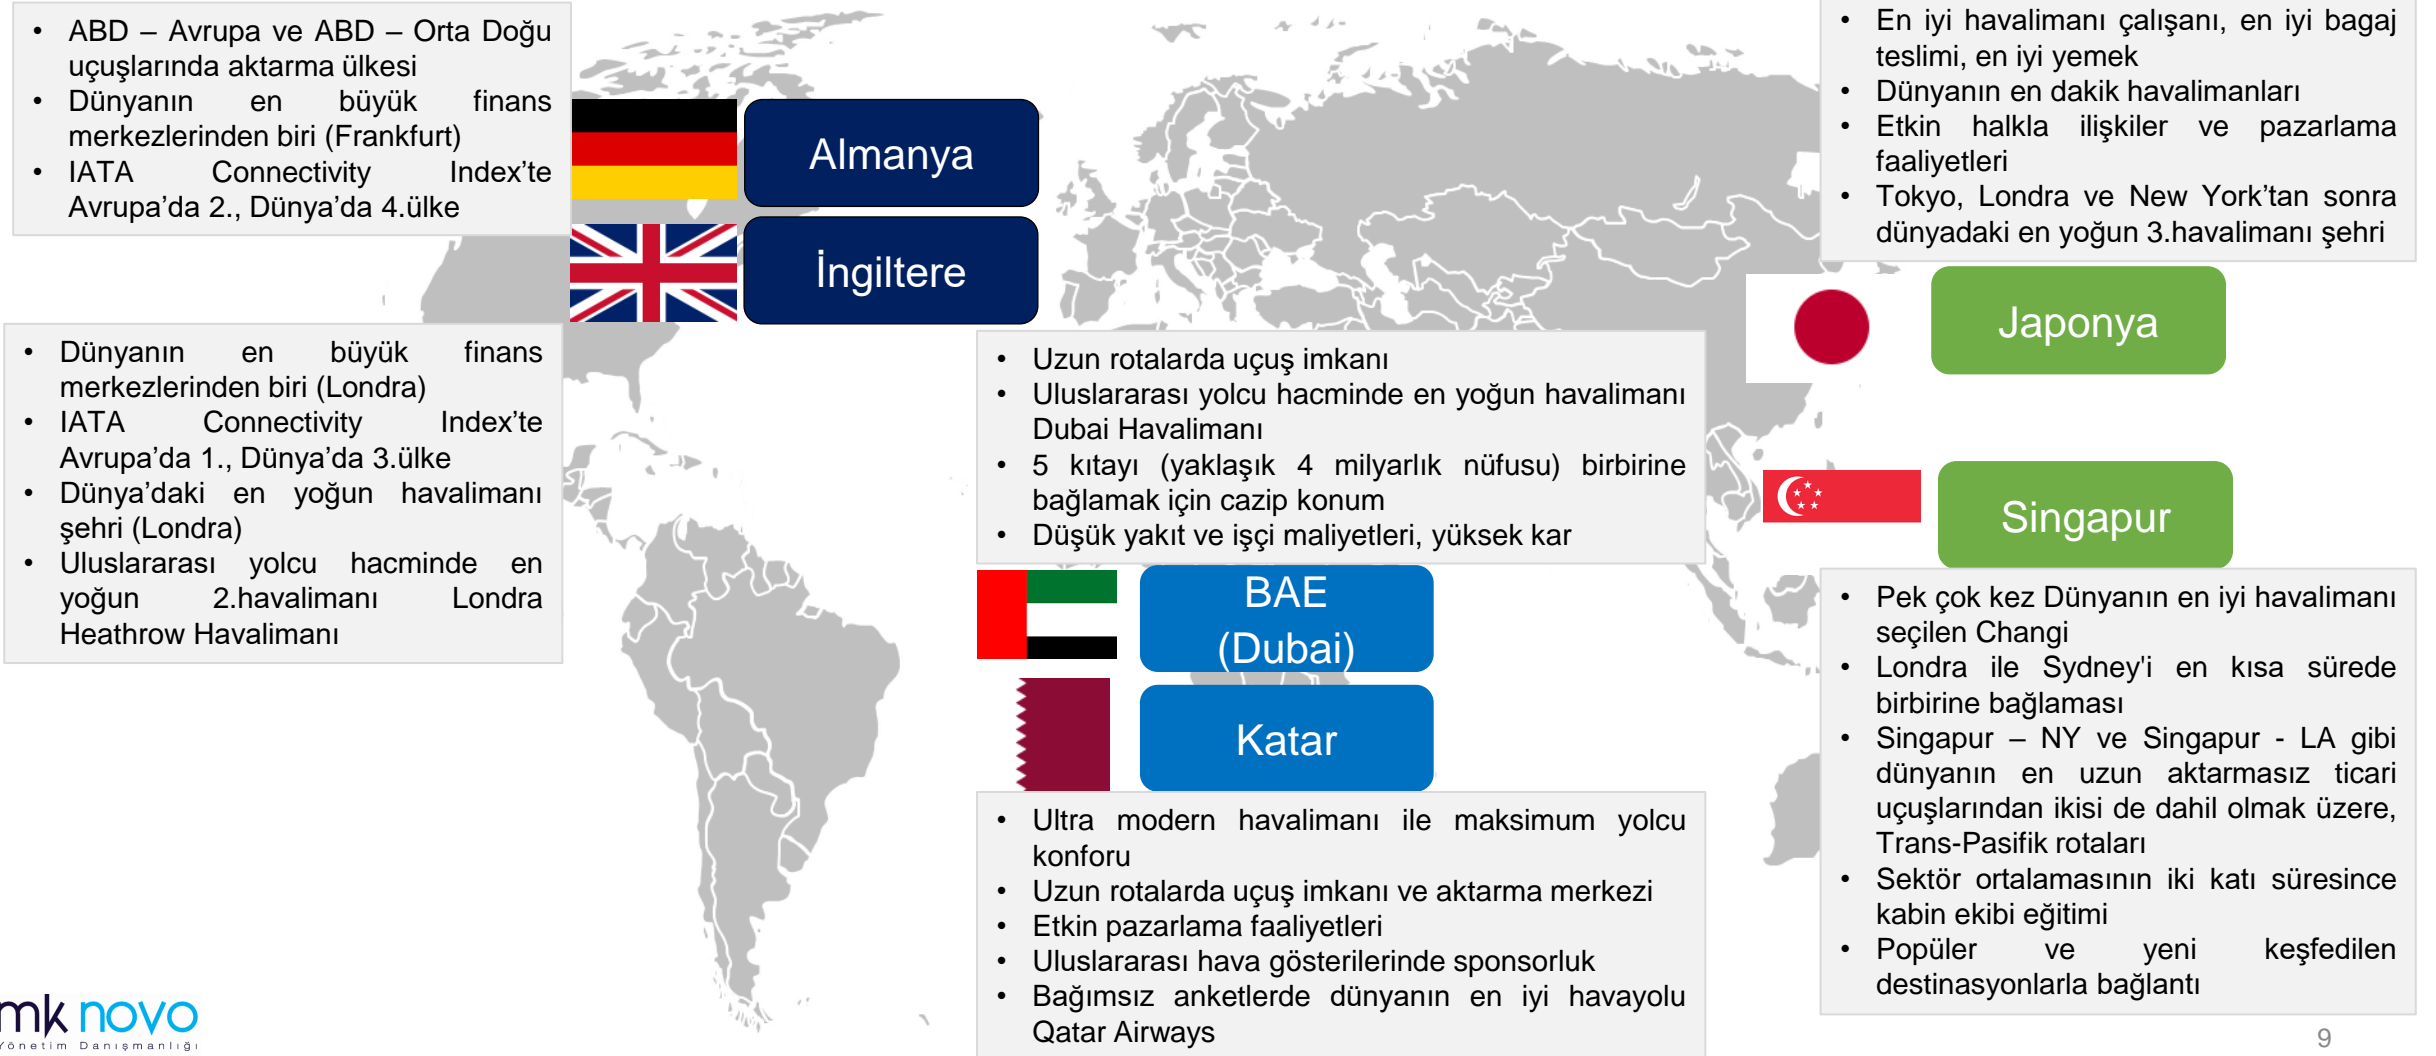 • ABD – Avrupa ve ABD – Orta Doğu
uçuşlarında aktarma ülkesi
• Dünyanın en büyük finans
merkezlerinden biri (Frankfurt)
• IATA Connectivity Index’te
Avrupa’da 2., Dünya’da 4.ülke
Almanya
İngiltere
• Dünyanın en büyük finans
merkezlerinden biri (Londra)
• IATA Connectivity Index’te
Avrupa’da 1., Dünya’da 3.ülke
• Dünya’daki en yoğun havalimanı
şehri (Londra)
• Uluslararası yolcu hacminde en
yoğun 2.havalimanı Londra
Heathrow Havalimanı
• Uzun rotalarda uçuş imkanı
• Uluslararası yolcu hacminde en yoğun havalimanı
Dubai Havalimanı
• 5 kıtayı (yaklaşık 4 milyarlık nüfusu) birbirine
bağlamak için cazip konum
• Düşük yakıt ve işçi maliyetleri, yüksek kar
BAE
(Dubai)
Katar
• Ultra modern havalimanı ile maksimum yolcu
konforu
• Uzun rotalarda uçuş imkanı ve aktarma merkezi
• Etkin pazarlama faaliyetleri
• Uluslararası hava gösterilerinde sponsorluk
• Bağımsız anketlerde dünyanın en iyi havayolu
Qatar Airways
• En iyi havalimanı çalışanı, en iyi bagaj
teslimi, en iyi yemek
• Dünyanın en dakik havalimanları
• Etkin halkla ilişkiler ve pazarlama
faaliyetleri
• Tokyo, Londra ve New York’tan sonra
dünyadaki en yoğun 3.havalimanı şehri
Japonya
Singapur
• Pek çok kez Dünyanın en iyi havalimanı
seçilen Changi
• Londra ile Sydney'i en kısa sürede
birbirine bağlaması
• Singapur – NY ve Singapur - LA gibi
dünyanın en uzun aktarmasız ticari
uçuşlarından ikisi de dahil olmak üzere,
Trans-Pasifik rotaları
• Sektör ortalamasının iki katı süresince
kabin ekibi eğitimi
• Popüler ve yeni keşfedilen
destinasyonlarla bağlantı
mk novo
Yönetim Danışmanlığı
9